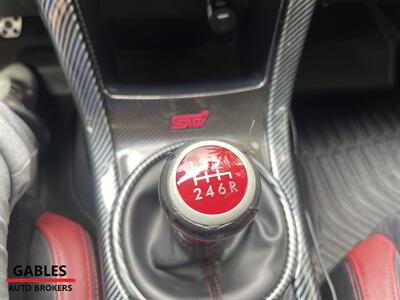 STI
1 3 5
2 4 6 R
GABLES
AUTO BROKERS